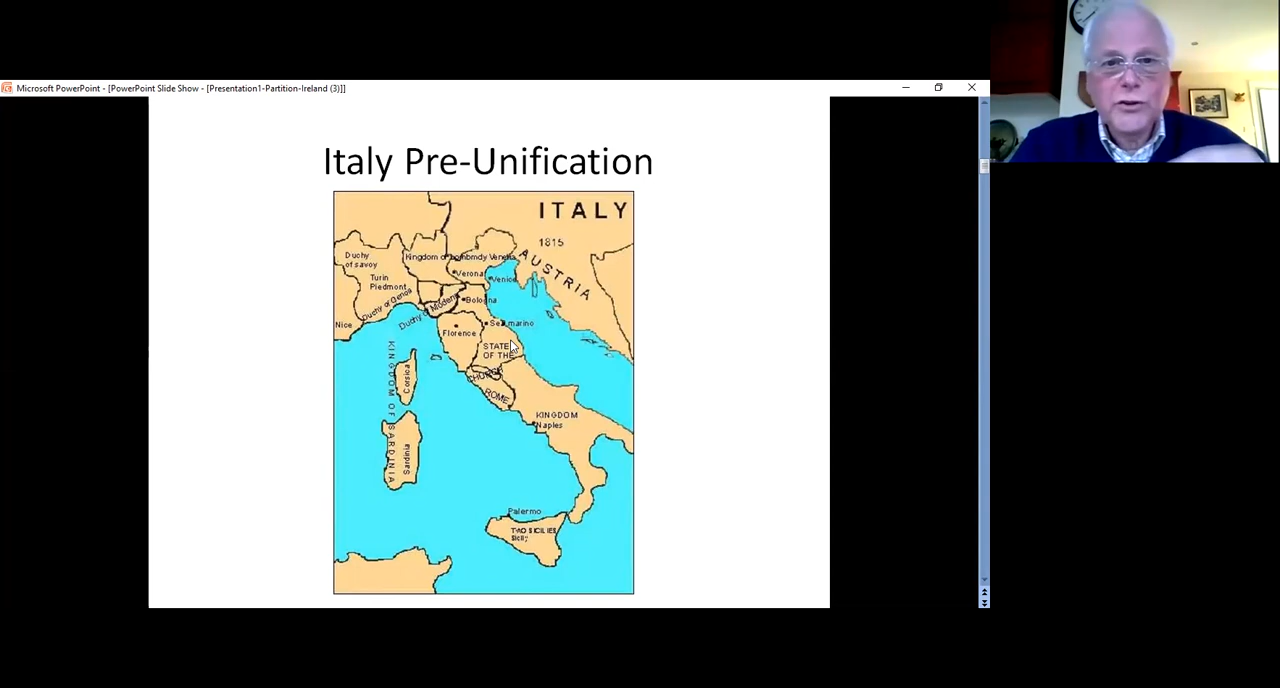 Microsoft PowerPoint - [PowerPoint Slide Show - [Presentation1-Partition-Ireland (3)]]
Italy Pre-Unification
ITALY
1815
AUSTRIA
Duchy
of savoy
Turin
Piedmont
Duchy of Genoa
Nice
Kingdom of Lombrndy Veneta
Verona
Venice
Duchy of Modena
Bologna
Florence
San marino
STATE
OF THE
CHURCH
ROME
KINGDOM OF SARDINIA
Corsica
Sardinia
KINGDOM
Naples
Palermo
TWO SICILIES
Sicily